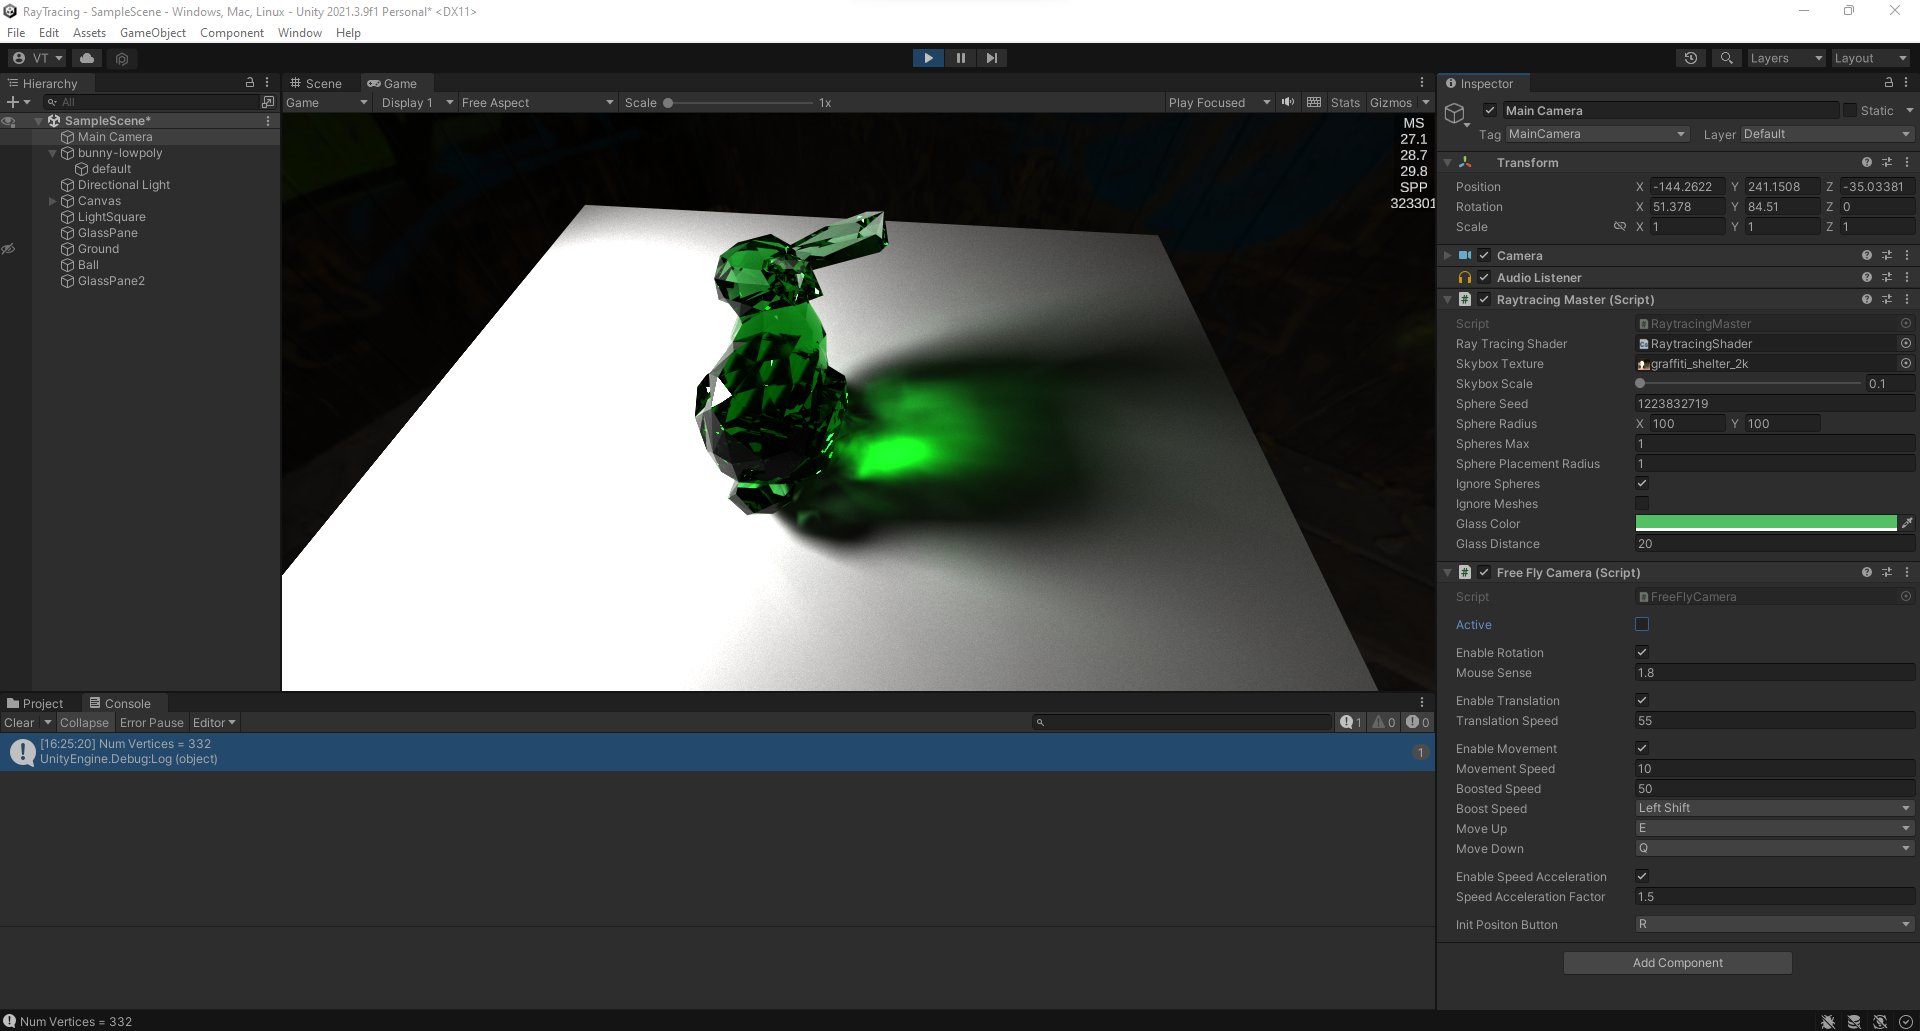 RayTracing - SampleScene - Windows, Mac, Linux - Unity 2021.3.9f1 Personal* <DX11>
File Edit Assets GameObject Component Window Help
VT Layers Layout
Hierarchy
All
SampleScene*
Main Camera
bunny-lowpoly
default
Directional Light
Canvas
LightSquare
GlassPane
Ground
Ball
GlassPane2
Scene Game
Game Display 1 Free Aspect Scale 1x Play Focused Stats Gizmos
MS
27.1
28.7
29.8
SPP
323301
Project Console
Clear Collapse Error Pause Editor 1 0 0
[16:25:20] Num Vertices = 332
UnityEngine.Debug:Log (object) 1
Inspector
Main Camera Static
Tag MainCamera Layer Default
Transform
Position X -144.2622 Y 241.1508 Z -35.03381
Rotation X 51.378 Y 84.51 Z 0
Scale X 1 Y 1 Z 1
Camera
Audio Listener
# Raytracing Master (Script)
Script RaytracingMaster
Ray Tracing Shader RaytracingShader
Skybox Texture graffiti_shelter_2k
Skybox Scale 0.1
Sphere Seed 1223832719
Sphere Radius X 100 Y 100
Spheres Max 1
Sphere Placement Radius 1
Ignore Spheres
Ignore Meshes
Glass Color
Glass Distance 20
# Free Fly Camera (Script)
Script FreeFlyCamera
Active
Enable Rotation
Mouse Sense 1.8
Enable Translation
Translation Speed 55
Enable Movement
Movement Speed 10
Boosted Speed 50
Boost Speed Left Shift
Move Up E
Move Down Q
Enable Speed Acceleration
Speed Acceleration Factor 1.5
Init Positon Button R
Add Component
Num Vertices = 332